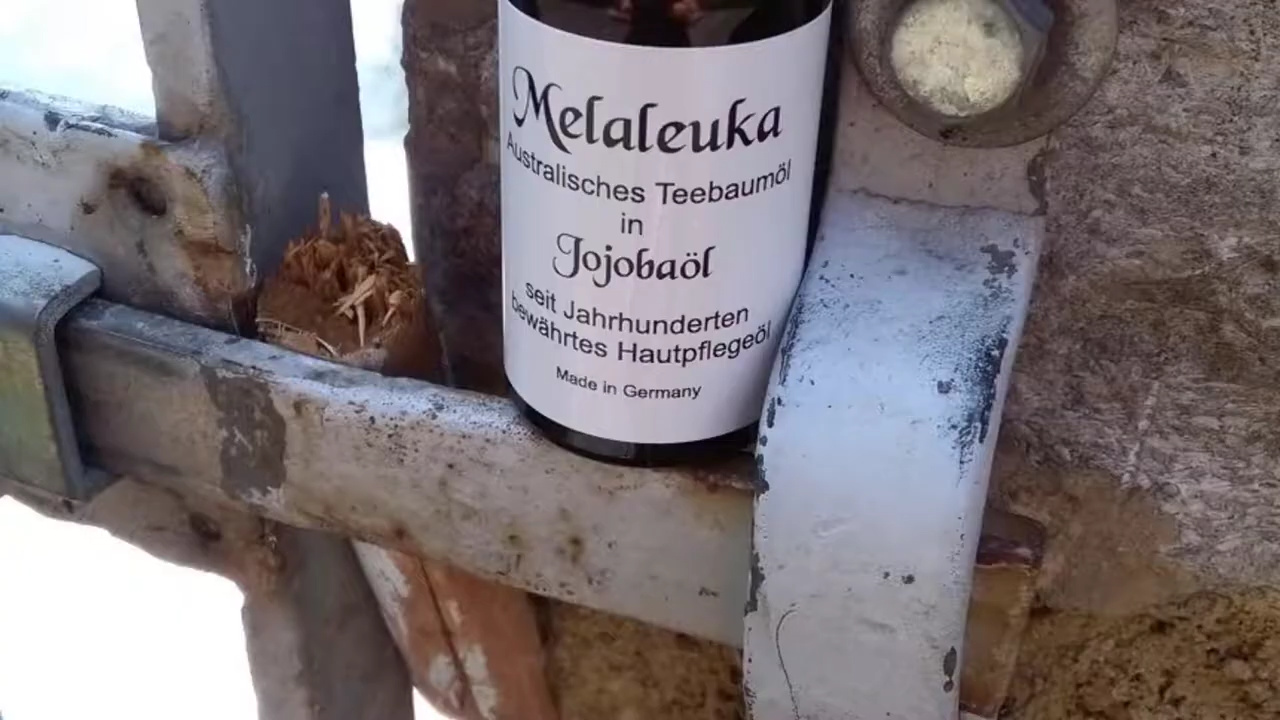 Melaleuka
Australisches Teebaumöl
in
Jojobaöl
seit Jahrhunderten
bewährtes Hautpflegeöl
Made in Germany